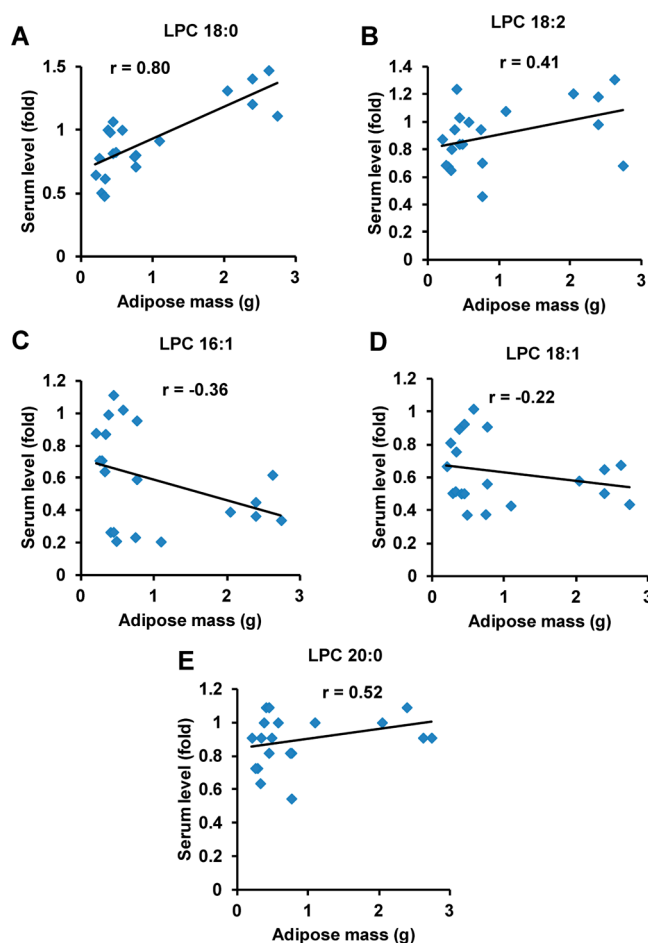 A
LPC 18:0
r = 0.80
Serum level (fold)
1.5
1
0.5
0
0 1 2 3
Adipose mass (g)
B
LPC 18:2
r = 0.41
Serum level (fold)
1.4
1.2
1
0.8
0.6
0.4
0.2
0
0 1 2 3
Adipose mass (g)
C
LPC 16:1
r = -0.36
Serum level (fold)
1.2
1
0.8
0.6
0.4
0.2
0
0 1 2 3
Adipose mass (g)
D
LPC 18:1
r = -0.22
Serum level (fold)
1.2
1
0.8
0.6
0.4
0.2
0
0 1 2 3
Adipose mass (g)
E
LPC 20:0
r = 0.52
Serum level (fold)
1.2
1
0.8
0.6
0.4
0.2
0
0 1 2 3
Adipose mass (g)